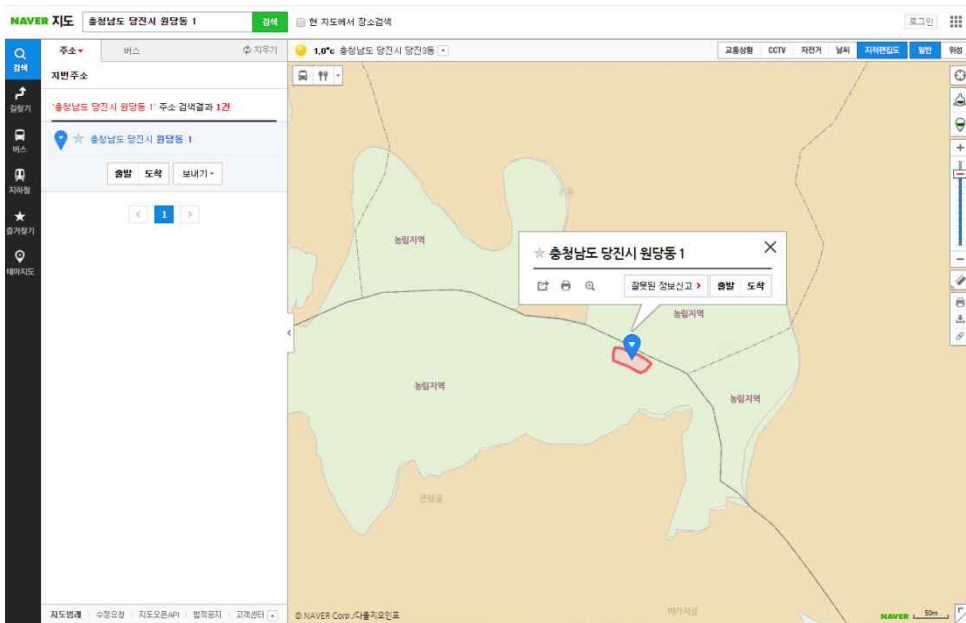 NAVER 지도 충청남도 당진시 원당동 1 검색 현 지도에서 장소검색 로그인
검색
길찾기
버스
지하철
즐겨찾기
테마지도
주소 버스 지우기
지번주소
'충청남도 당진시 원당동 1' 주소 검색결과 1건
충청남도 당진시 원당동 1
출발 도착 보내기
1
지도범례 수정요청 지도오픈API 법적공지 고객센터
1.0°c 충청남도 당진시 당진3동
교통상황 CCTV 자전거 날씨 지적편집도 일반 위성
농림지역
충청남도 당진시 원당동 1
잘못된 정보신고 출발 도착
농림지역
농림지역
농림지역
© NAVER Corp./다울지오인포
NAVER 50m